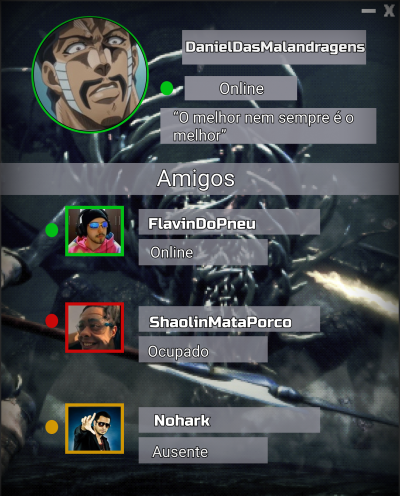 DanielDasMalandragens
Online
“O melhor nem sempre é o
melhor”
Amigos
FlavinDoPneu
Online
ShaolinMataPorco
Ocupado
Nohark
Ausente